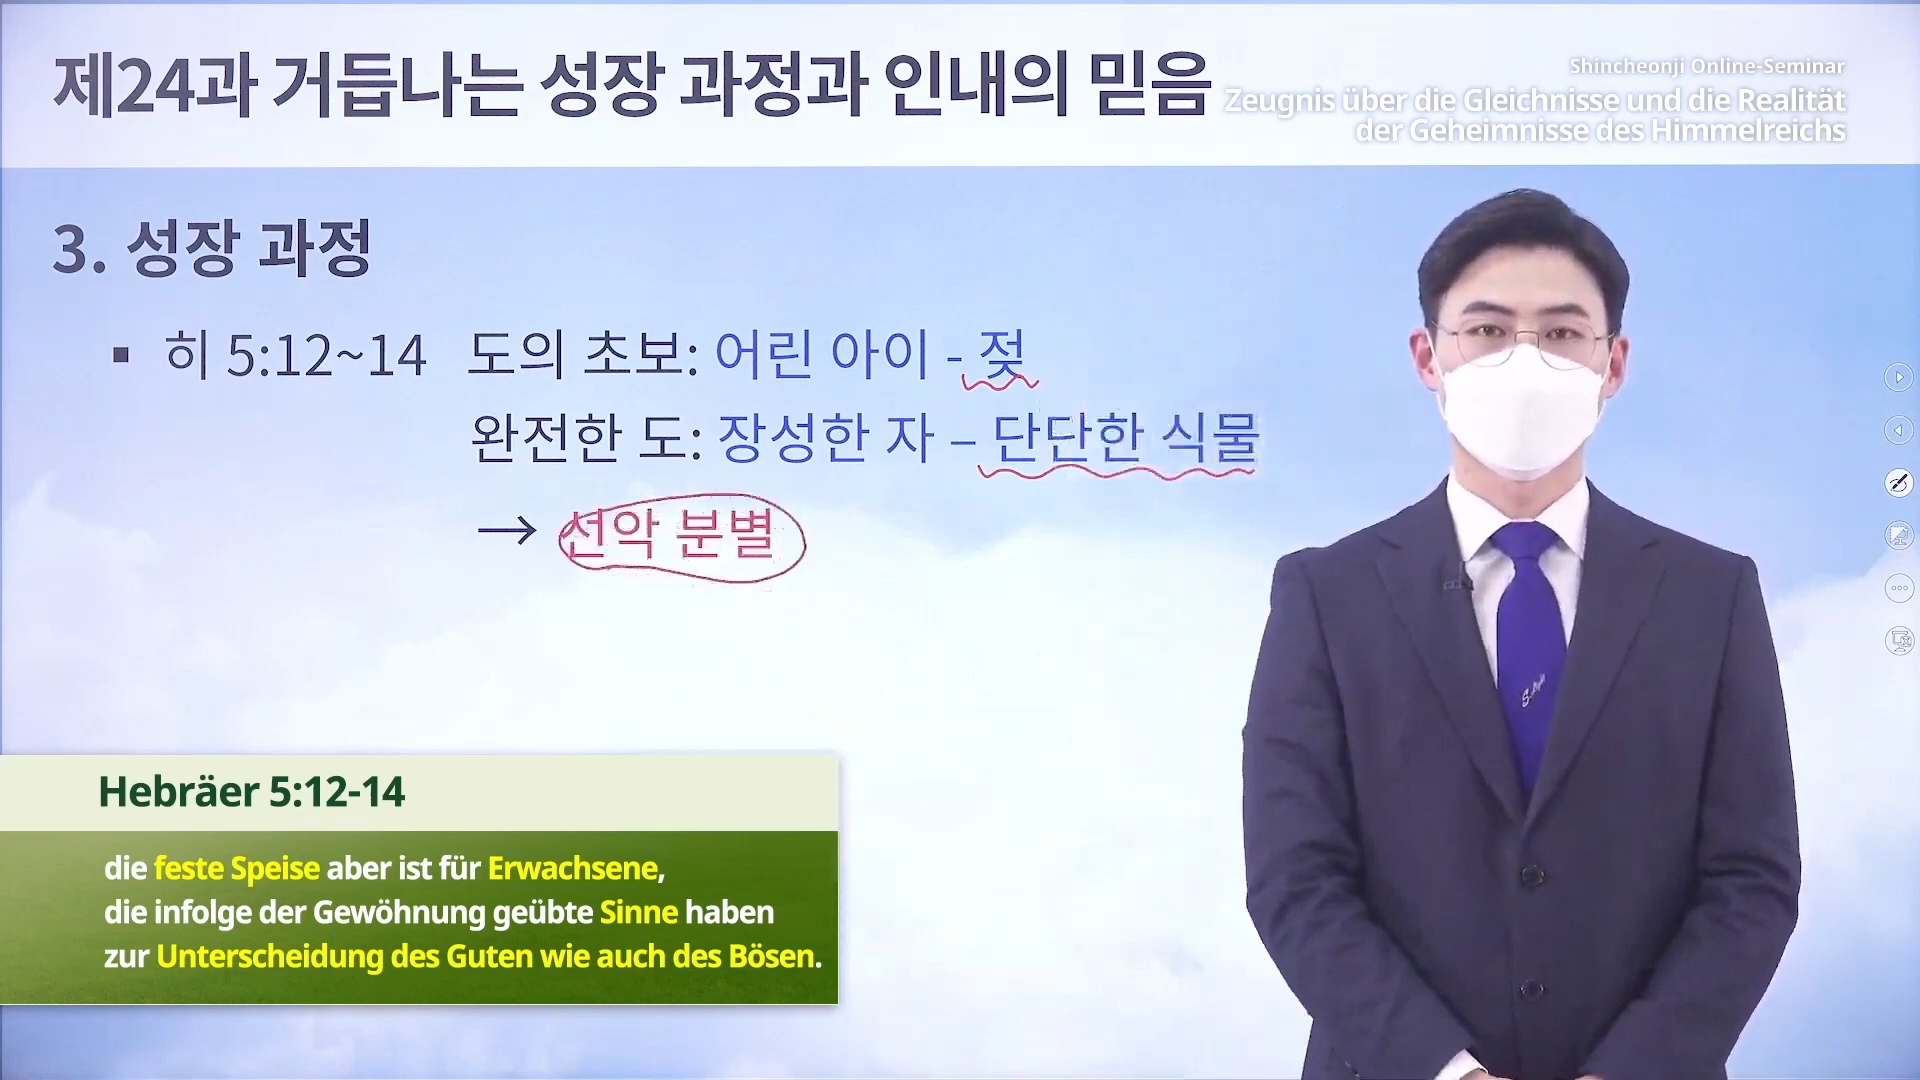 제24과 거듭나는 성장 과정과 인내의 믿음
Shincheonji Online-Seminar
Zeugnis über die Gleichnisse und die Realität
der Geheimnisse des Himmelreichs
3. 성장 과정
▪ 히 5:12~14 도의 초보: 어린 아이 - 젖
완전한 도: 장성한 자 – 단단한 식물
→ 선악 분별
Hebräer 5:12-14
die feste Speise aber ist für Erwachsene,
die infolge der Gewöhnung geübte Sinne haben
zur Unterscheidung des Guten wie auch des Bösen.